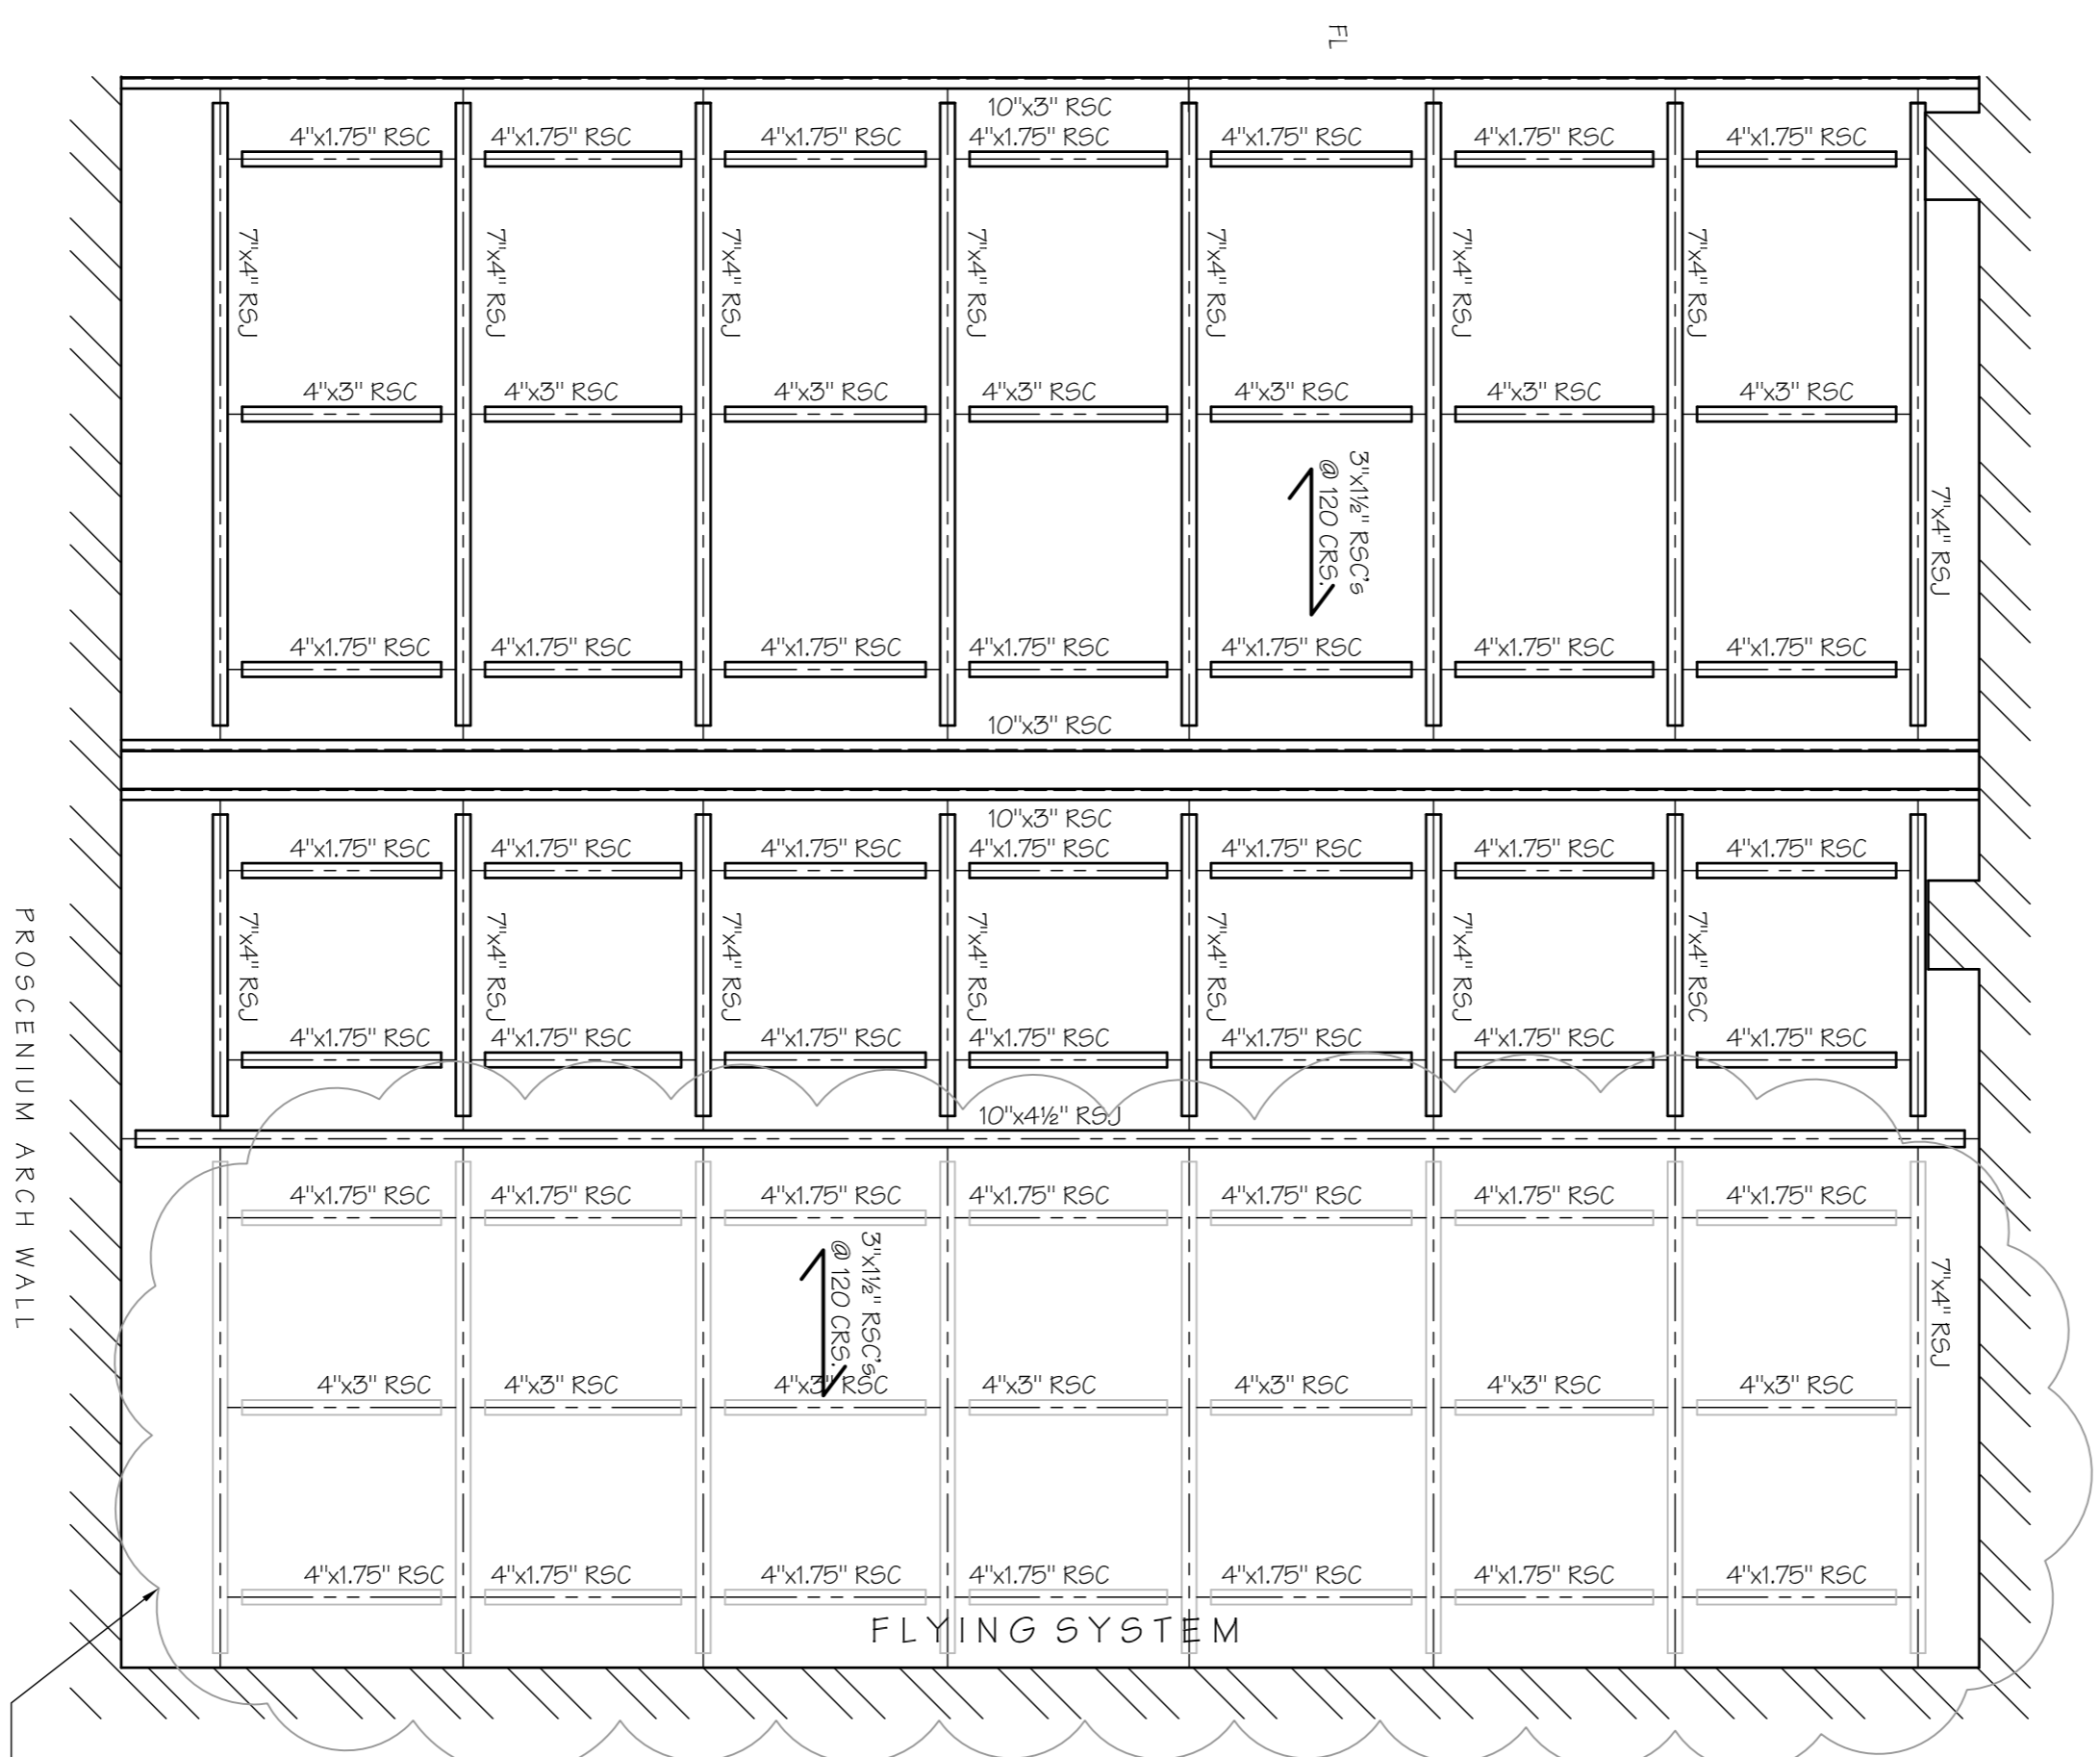 FL
10"x3" RSC
4"x1.75" RSC 4"x1.75" RSC 4"x1.75" RSC 4"x1.75" RSC 4"x1.75" RSC 4"x1.75" RSC 4"x1.75" RSC
7"x4" RSJ
7"x4" RSJ
7"x4" RSJ
7"x4" RSJ
7"x4" RSJ
7"x4" RSJ
7"x4" RSJ
4"x3" RSC 4"x3" RSC 4"x3" RSC 4"x3" RSC 4"x3" RSC 4"x3" RSC 4"x3" RSC
3"x1½" RSC's
@ 120 CRS.
7"x4" RSJ
4"x1.75" RSC 4"x1.75" RSC 4"x1.75" RSC 4"x1.75" RSC 4"x1.75" RSC 4"x1.75" RSC 4"x1.75" RSC
10"x3" RSC
10"x3" RSC
4"x1.75" RSC 4"x1.75" RSC 4"x1.75" RSC 4"x1.75" RSC 4"x1.75" RSC 4"x1.75" RSC 4"x1.75" RSC
7"x4" RSJ
7"x4" RSJ
7"x4" RSJ
7"x4" RSJ
7"x4" RSJ
7"x4" RSJ
7"x4" RSC
4"x1.75" RSC 4"x1.75" RSC 4"x1.75" RSC 4"x1.75" RSC 4"x1.75" RSC 4"x1.75" RSC 4"x1.75" RSC
PROSCENIUM ARCH WALL
10"x4½" RSJ
4"x1.75" RSC 4"x1.75" RSC 4"x1.75" RSC 4"x1.75" RSC 4"x1.75" RSC 4"x1.75" RSC 4"x1.75" RSC
3"x1½" RSC's
@ 120 CRS.
7"x4" RSJ
4"x3" RSC 4"x3" RSC 4"x3" RSC 4"x3" RSC 4"x3" RSC 4"x3" RSC 4"x3" RSC
4"x1.75" RSC 4"x1.75" RSC 4"x1.75" RSC 4"x1.75" RSC 4"x1.75" RSC 4"x1.75" RSC 4"x1.75" RSC
FLYING SYSTEM